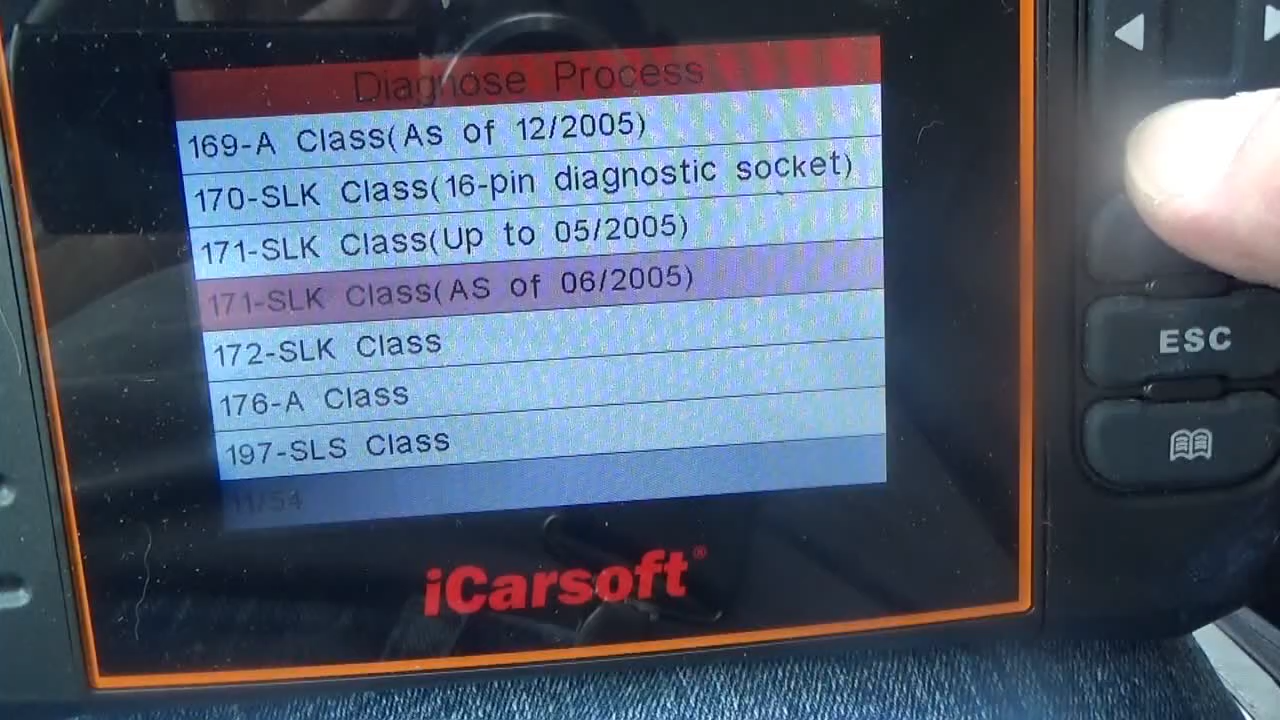 Diagnose Process
169-A Class(As of 12/2005)
170-SLK Class(16-pin diagnostic socket)
171-SLK Class(Up to 05/2005)
171-SLK Class(AS of 06/2005)
172-SLK Class
176-A Class
197-SLS Class
11/54
iCarsoft®
ESC